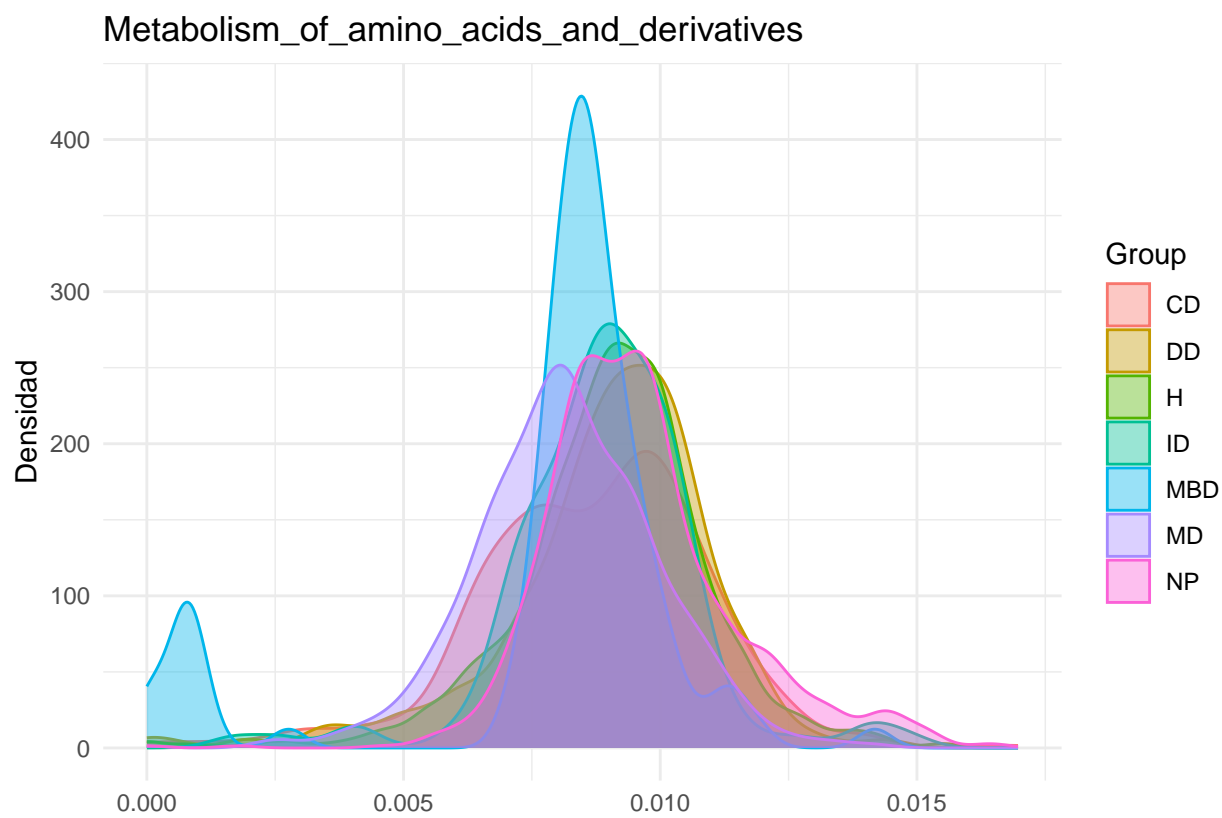 Metabolism_of_amino_acids_and_derivatives
Densidad
400
300
200
100
0
0.000
0.005
0.010
0.015
Group
CD
DD
H
ID
MBD
MD
NP